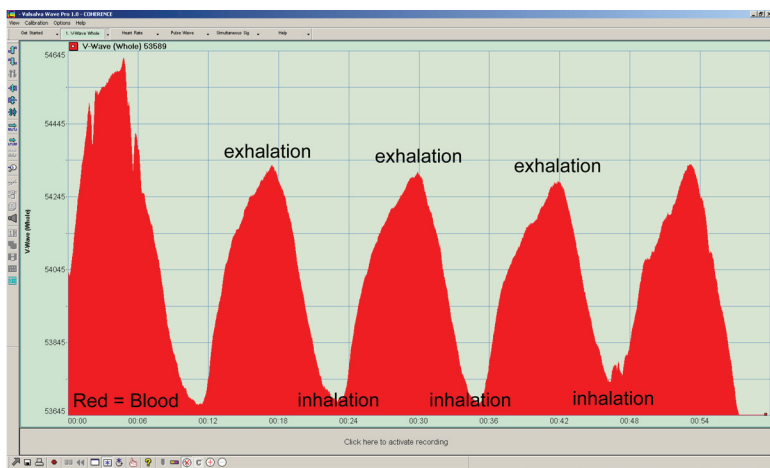 Valsalva Wave Pro 1.0 - COHERENCE
View Calibration Options Help
Get Started 1. V-Wave Whole Heart Rate Pulse Wave Simultaneous Sig Help
V-Wave (Whole) 53589
54645
54445
54245
54045
53845
53645
V-Wave (Whole)
exhalation exhalation exhalation
Red = Blood inhalation inhalation inhalation
00:00 00:06 00:12 00:18 00:24 00:30 00:36 00:42 00:48 00:54
Click here to activate recording